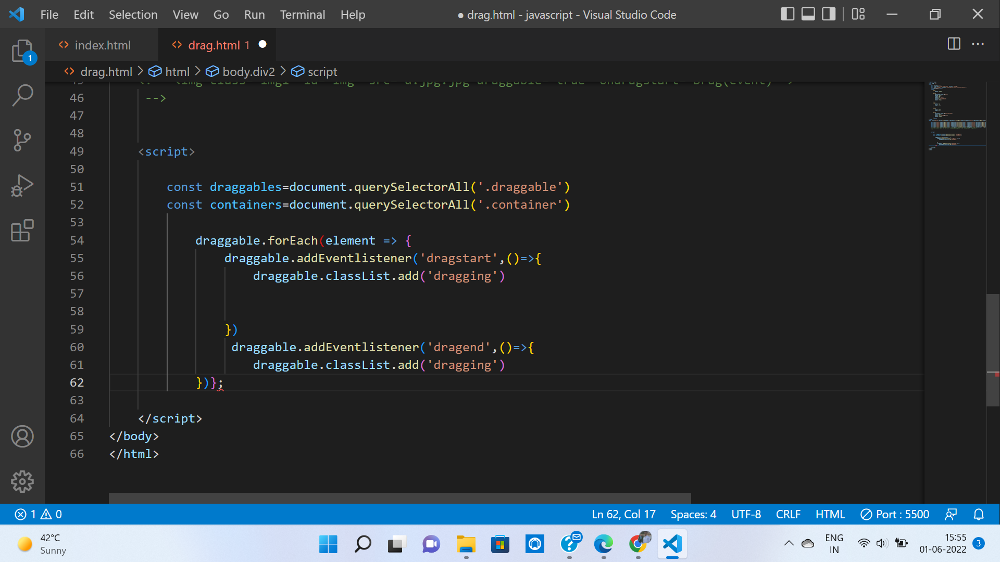 File Edit Selection View Go Run Terminal Help
● drag.html - javascript - Visual Studio Code
1
index.html
drag.html 1
drag.html > html > body.div2 > script
46 -->
47
48
49 <script>
50
51 const draggables=document.querySelectorAll('.draggable')
52 const containers=document.querySelectorAll('.container')
53
54 draggable.forEach(element => {
55 draggable.addEventlistener('dragstart',()=>{
56 draggable.classList.add('dragging')
57
58
59 })
60 draggable.addEventlistener('dragend',()=>{
61 draggable.classList.add('dragging')
62 })};
63
64 </script>
65 </body>
66 </html>
1 0
Ln 62, Col 17 Spaces: 4 UTF-8 CRLF HTML Port : 5500
42°C
Sunny
ENG
IN
15:55
01-06-2022
3